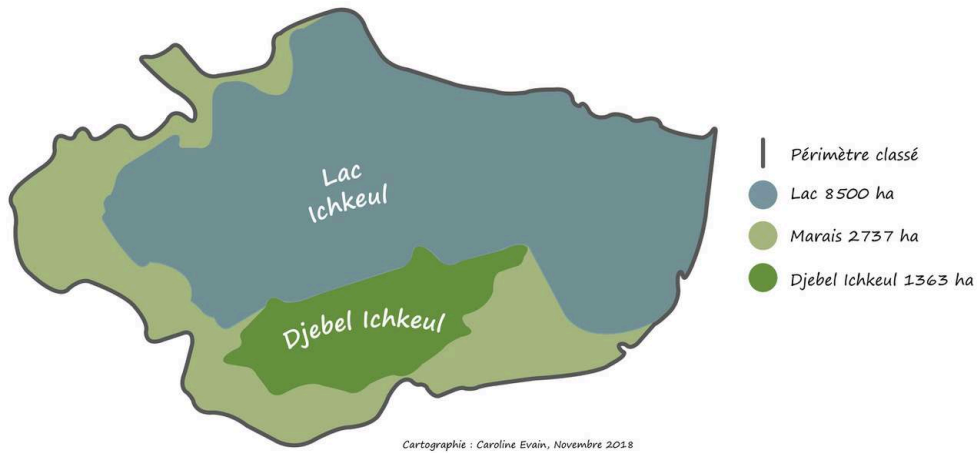 Lac
Ichkeul
Djebel Ichkeul
Périmètre classé
Lac 8500 ha
Marais 2737 ha
Djebel Ichkeul 1363 ha
Cartographie : Caroline Evain, Novembre 2018